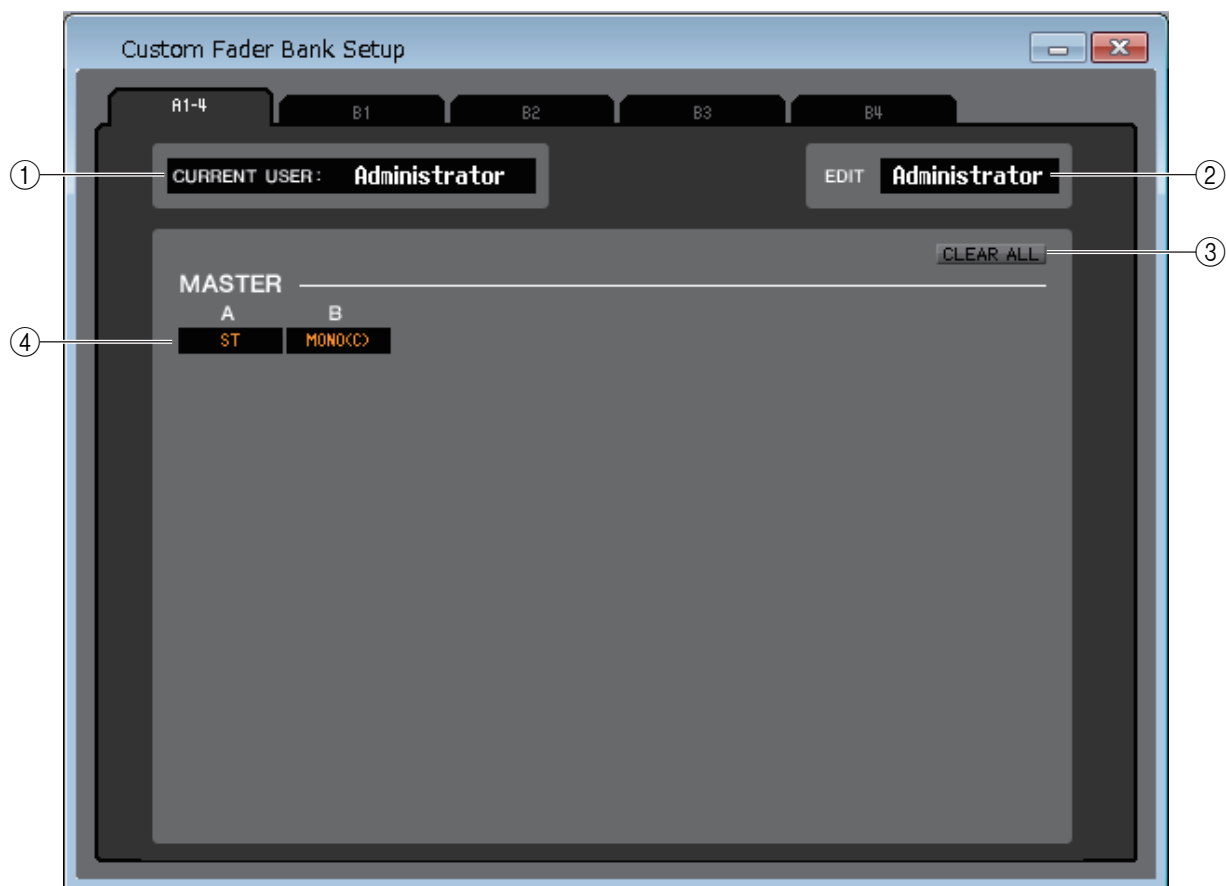 Custom Fader Bank Setup
A1-4 B1 B2 B3 B4
① CURRENT USER: Administrator EDIT Administrator ②
CLEAR ALL ③
MASTER
A B
④ ST MONO(C)